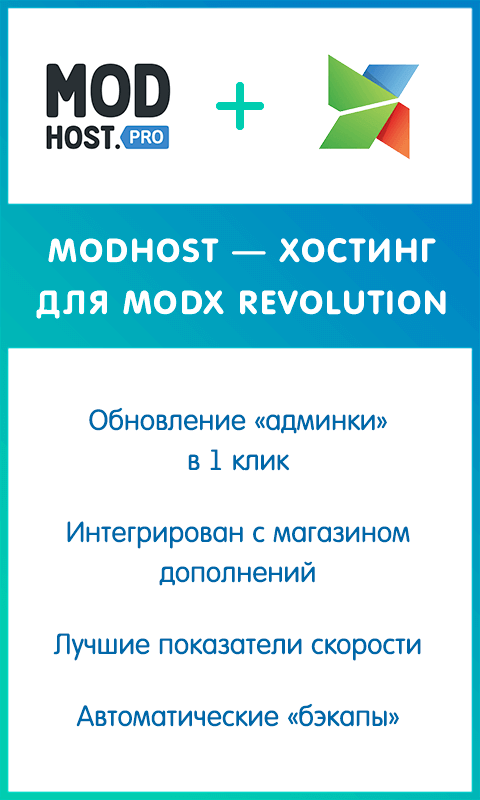 MOD
HOST.PRO
MODHOST — ХОСТИНГ
ДЛЯ MODX REVOLUTION
Обновление «админки»
в 1 клик
Интегрирован с магазином
дополнений
Лучшие показатели скорости
Автоматические «бэкапы»